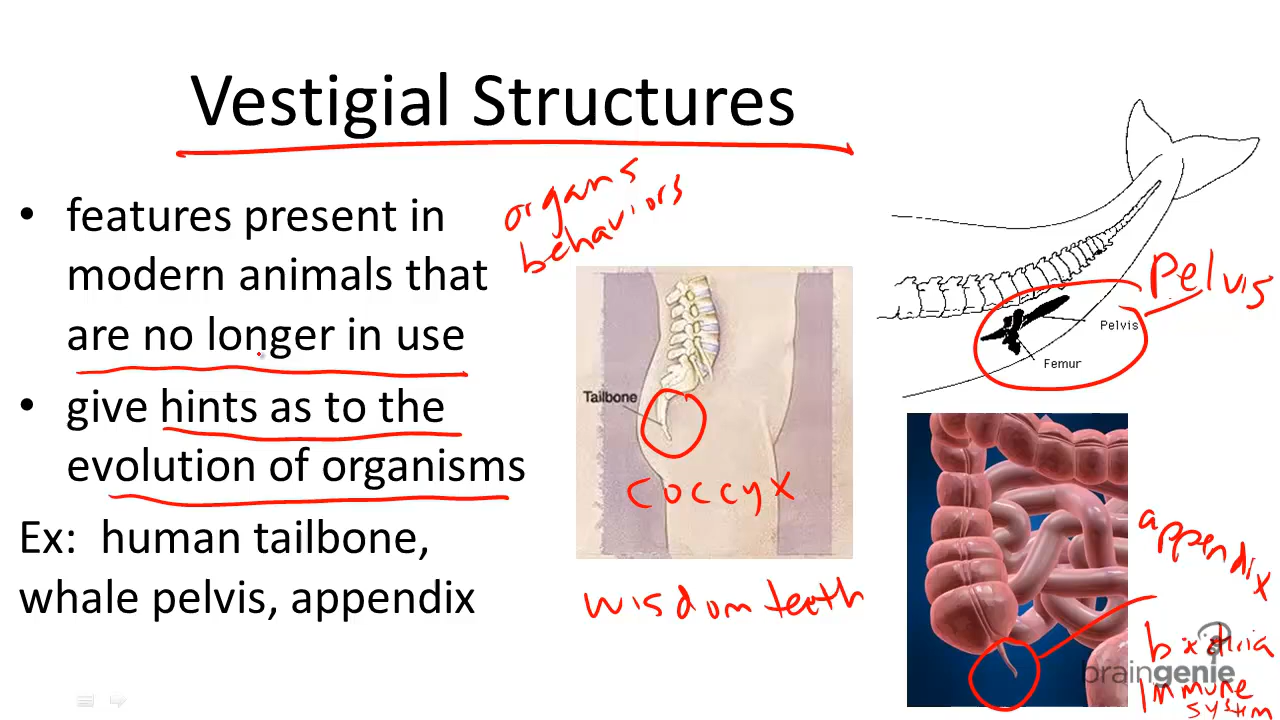 Vestigial Structures
• features present in
modern animals that
are no longer in use
• give hints as to the
evolution of organisms
Ex: human tailbone,
whale pelvis, appendix
organs
behaviors
Tailbone
coccyx
wisdom teeth
Pelvis
Pelvis
Femur
appendix
braingenie
Immune
system